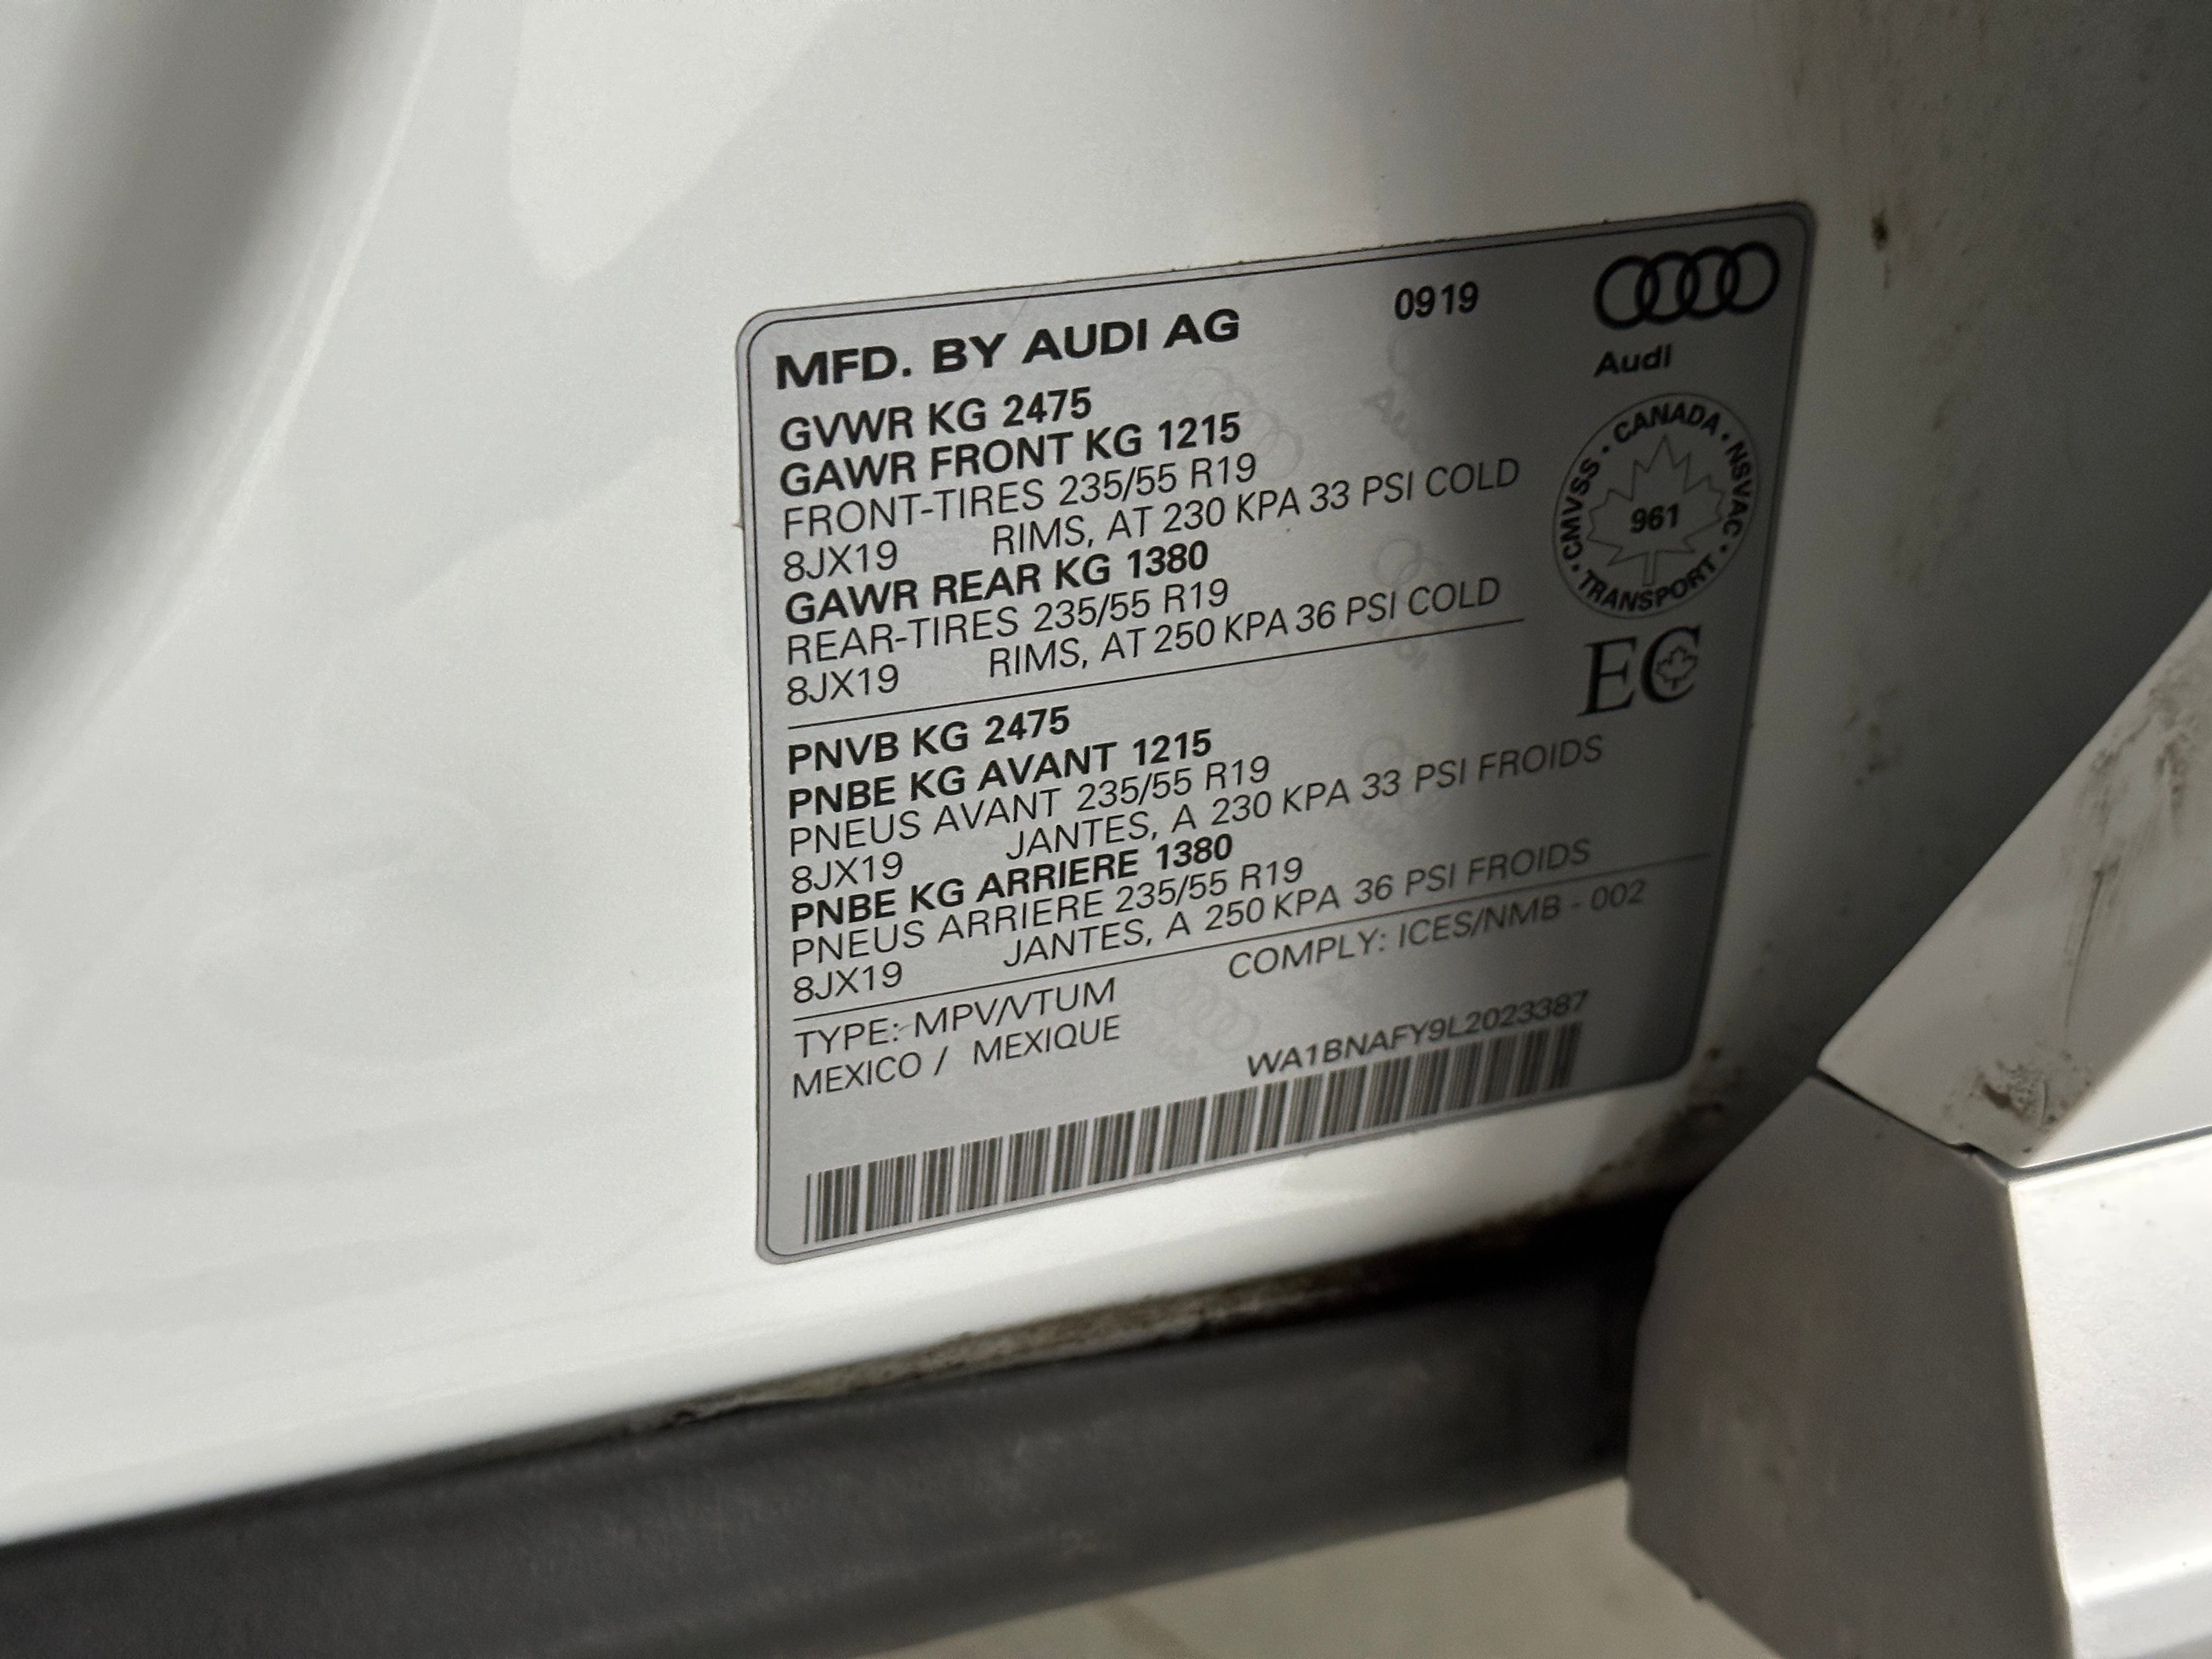 MFD. BY AUDI AG 0919
Audi
GVWR KG 2475
GAWR FRONT KG 1215
FRONT-TIRES 235/55 R19
8JX19 RIMS, AT 230 KPA 33 PSI COLD
GAWR REAR KG 1380
REAR-TIRES 235/55 R19
8JX19 RIMS, AT 250 KPA 36 PSI COLD
CANADA · NSVAC · TRANSPORT · CMVSS ·
961
EC
PNVB KG 2475
PNBE KG AVANT 1215
PNEUS AVANT 235/55 R19
8JX19 JANTES, A 230 KPA 33 PSI FROIDS
PNBE KG ARRIERE 1380
PNEUS ARRIERE 235/55 R19
8JX19 JANTES, A 250 KPA 36 PSI FROIDS
TYPE: MPV/VTUM COMPLY: ICES/NMB - 002
MEXICO / MEXIQUE
WA1BNAFY9L2023387